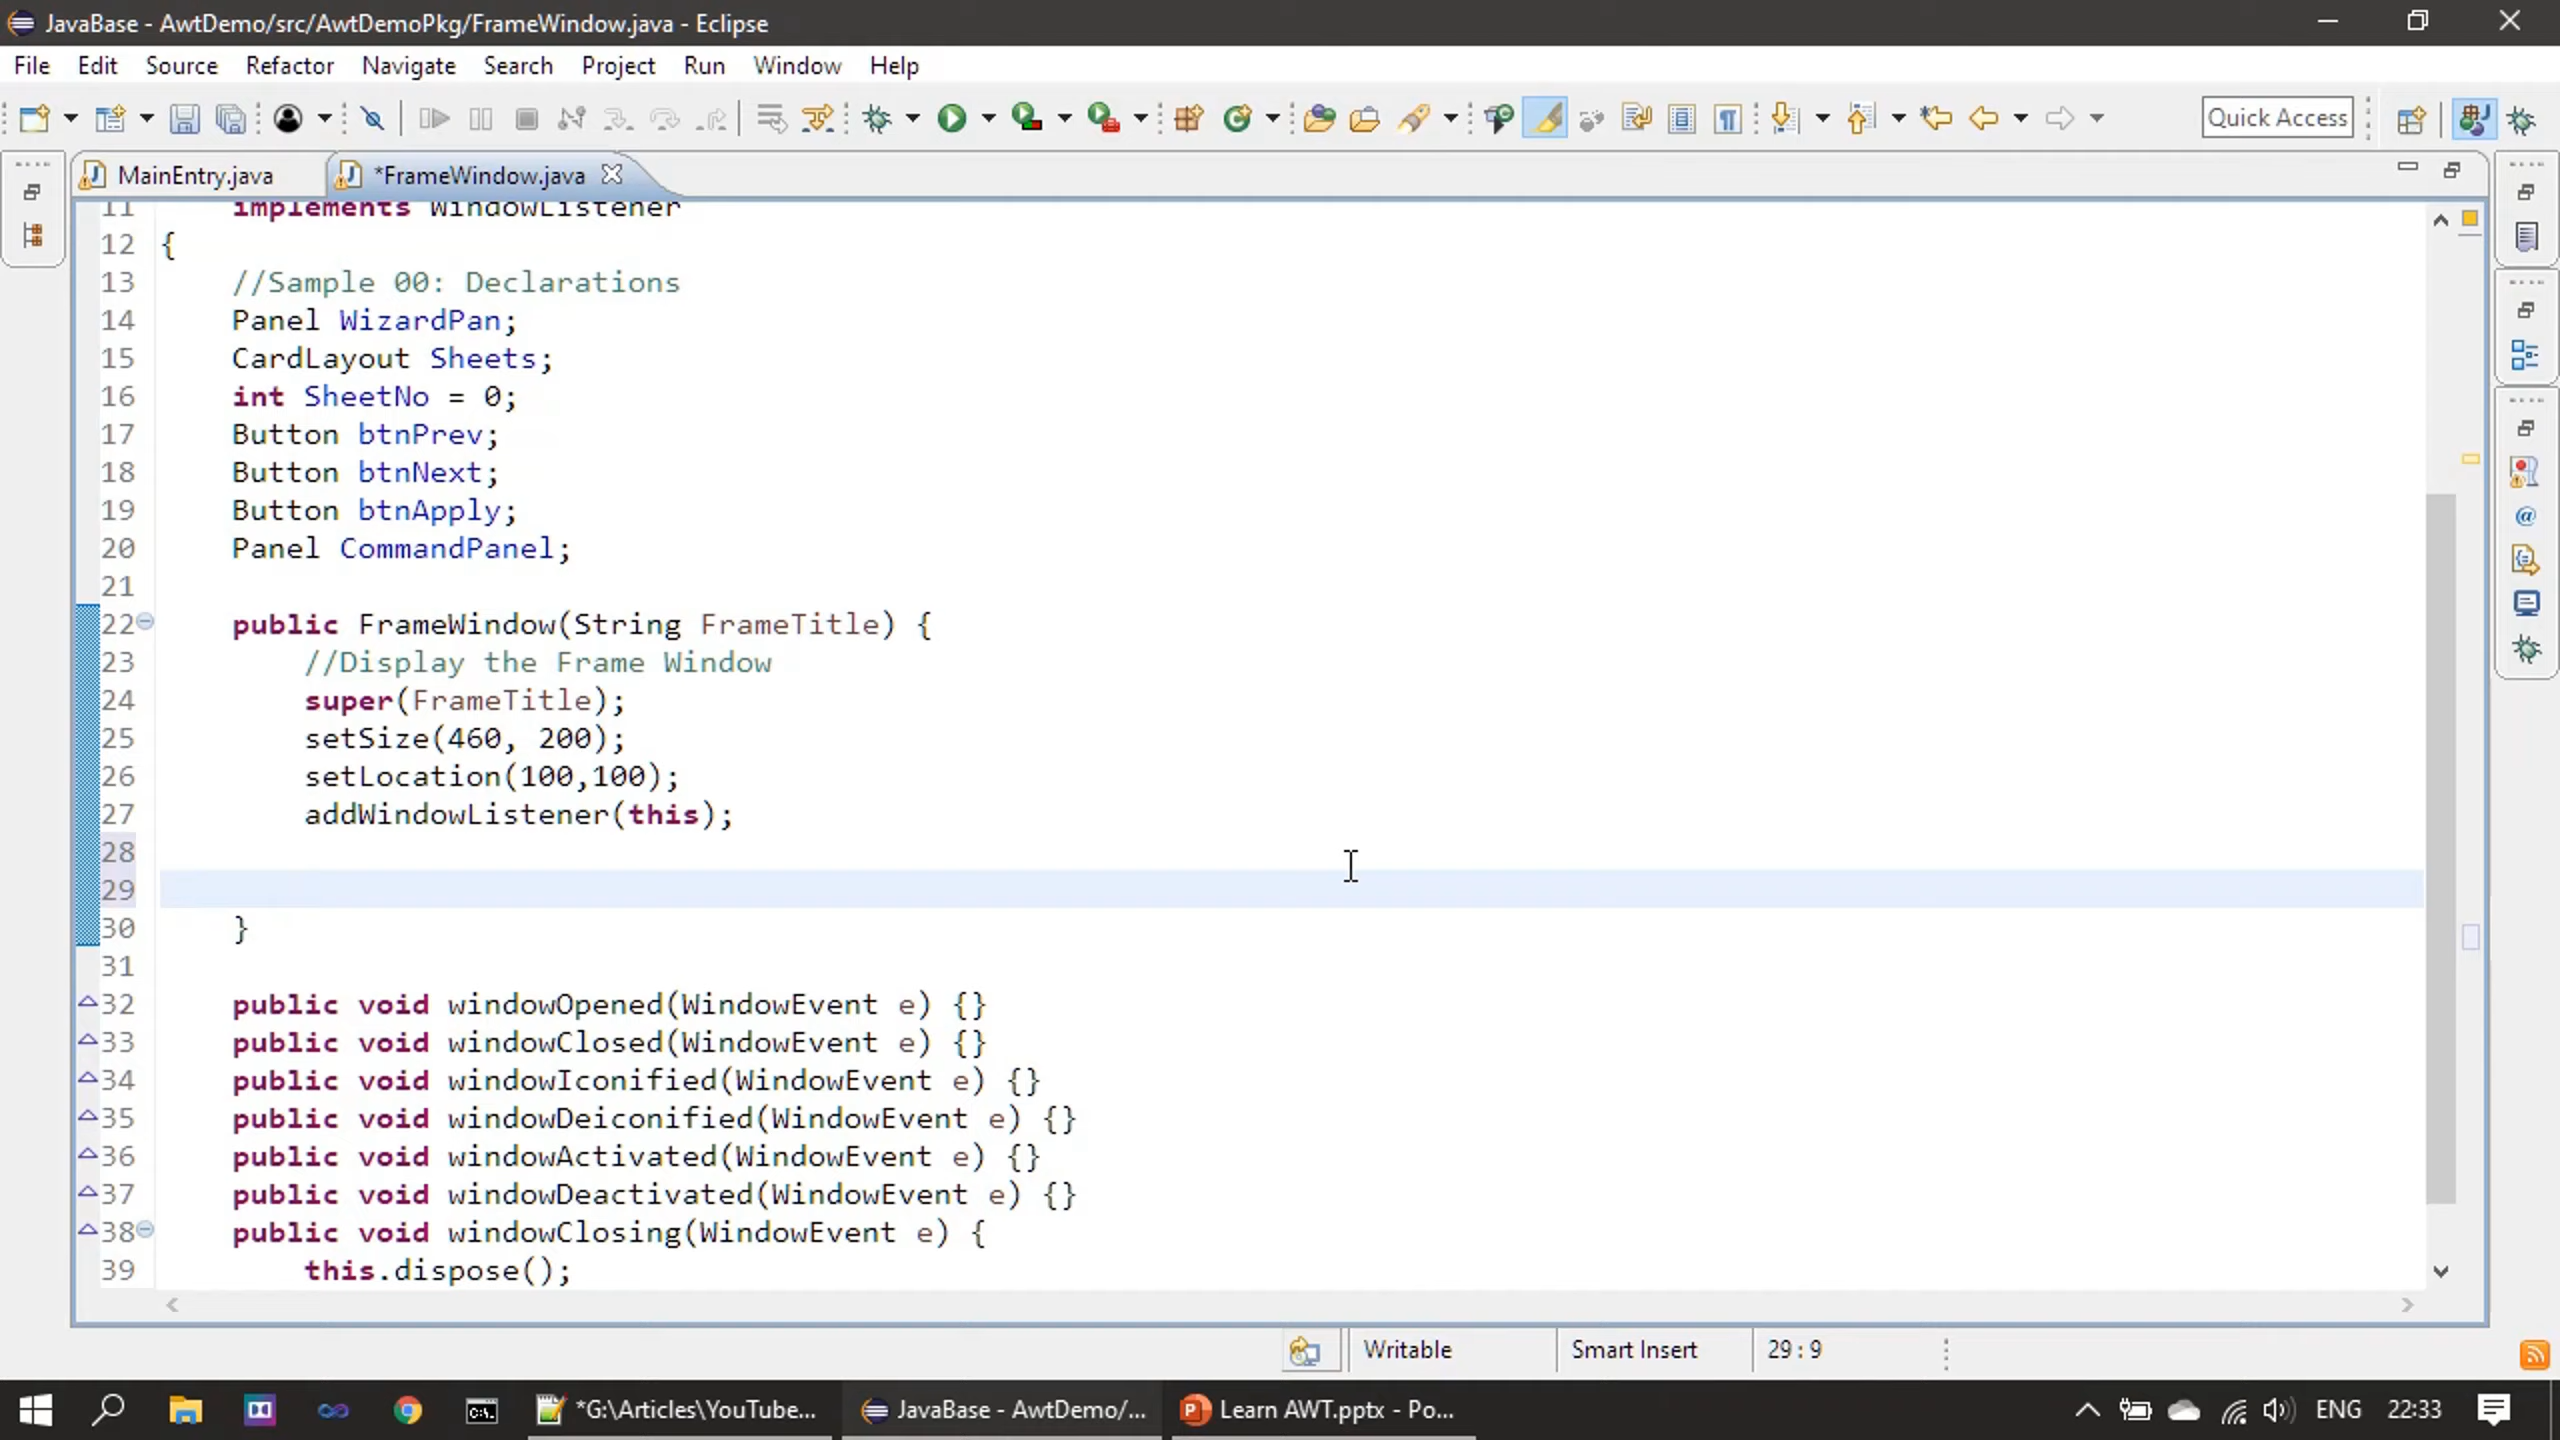 JavaBase - AwtDemo/src/AwtDemoPkg/FrameWindow.java - Eclipse
File Edit Source Refactor Navigate Search Project Run Window Help
Quick Access
MainEntry.java *FrameWindow.java
11 implements WindowListener
12 {
13 //Sample 00: Declarations
14 Panel WizardPan;
15 CardLayout Sheets;
16 int SheetNo = 0;
17 Button btnPrev;
18 Button btnNext;
19 Button btnApply;
20 Panel CommandPanel;
21
22 public FrameWindow(String FrameTitle) {
23 //Display the Frame Window
24 super(FrameTitle);
25 setSize(460, 200);
26 setLocation(100,100);
27 addWindowListener(this);
28
29
30 }
31
32 public void windowOpened(WindowEvent e) {}
33 public void windowClosed(WindowEvent e) {}
34 public void windowIconified(WindowEvent e) {}
35 public void windowDeiconified(WindowEvent e) {}
36 public void windowActivated(WindowEvent e) {}
37 public void windowDeactivated(WindowEvent e) {}
38 public void windowClosing(WindowEvent e) {
39 this.dispose();
Writable Smart Insert 29 : 9
*G:\Articles\YouTube... JavaBase - AwtDemo/... Learn AWT.pptx - Po... ENG 22:33